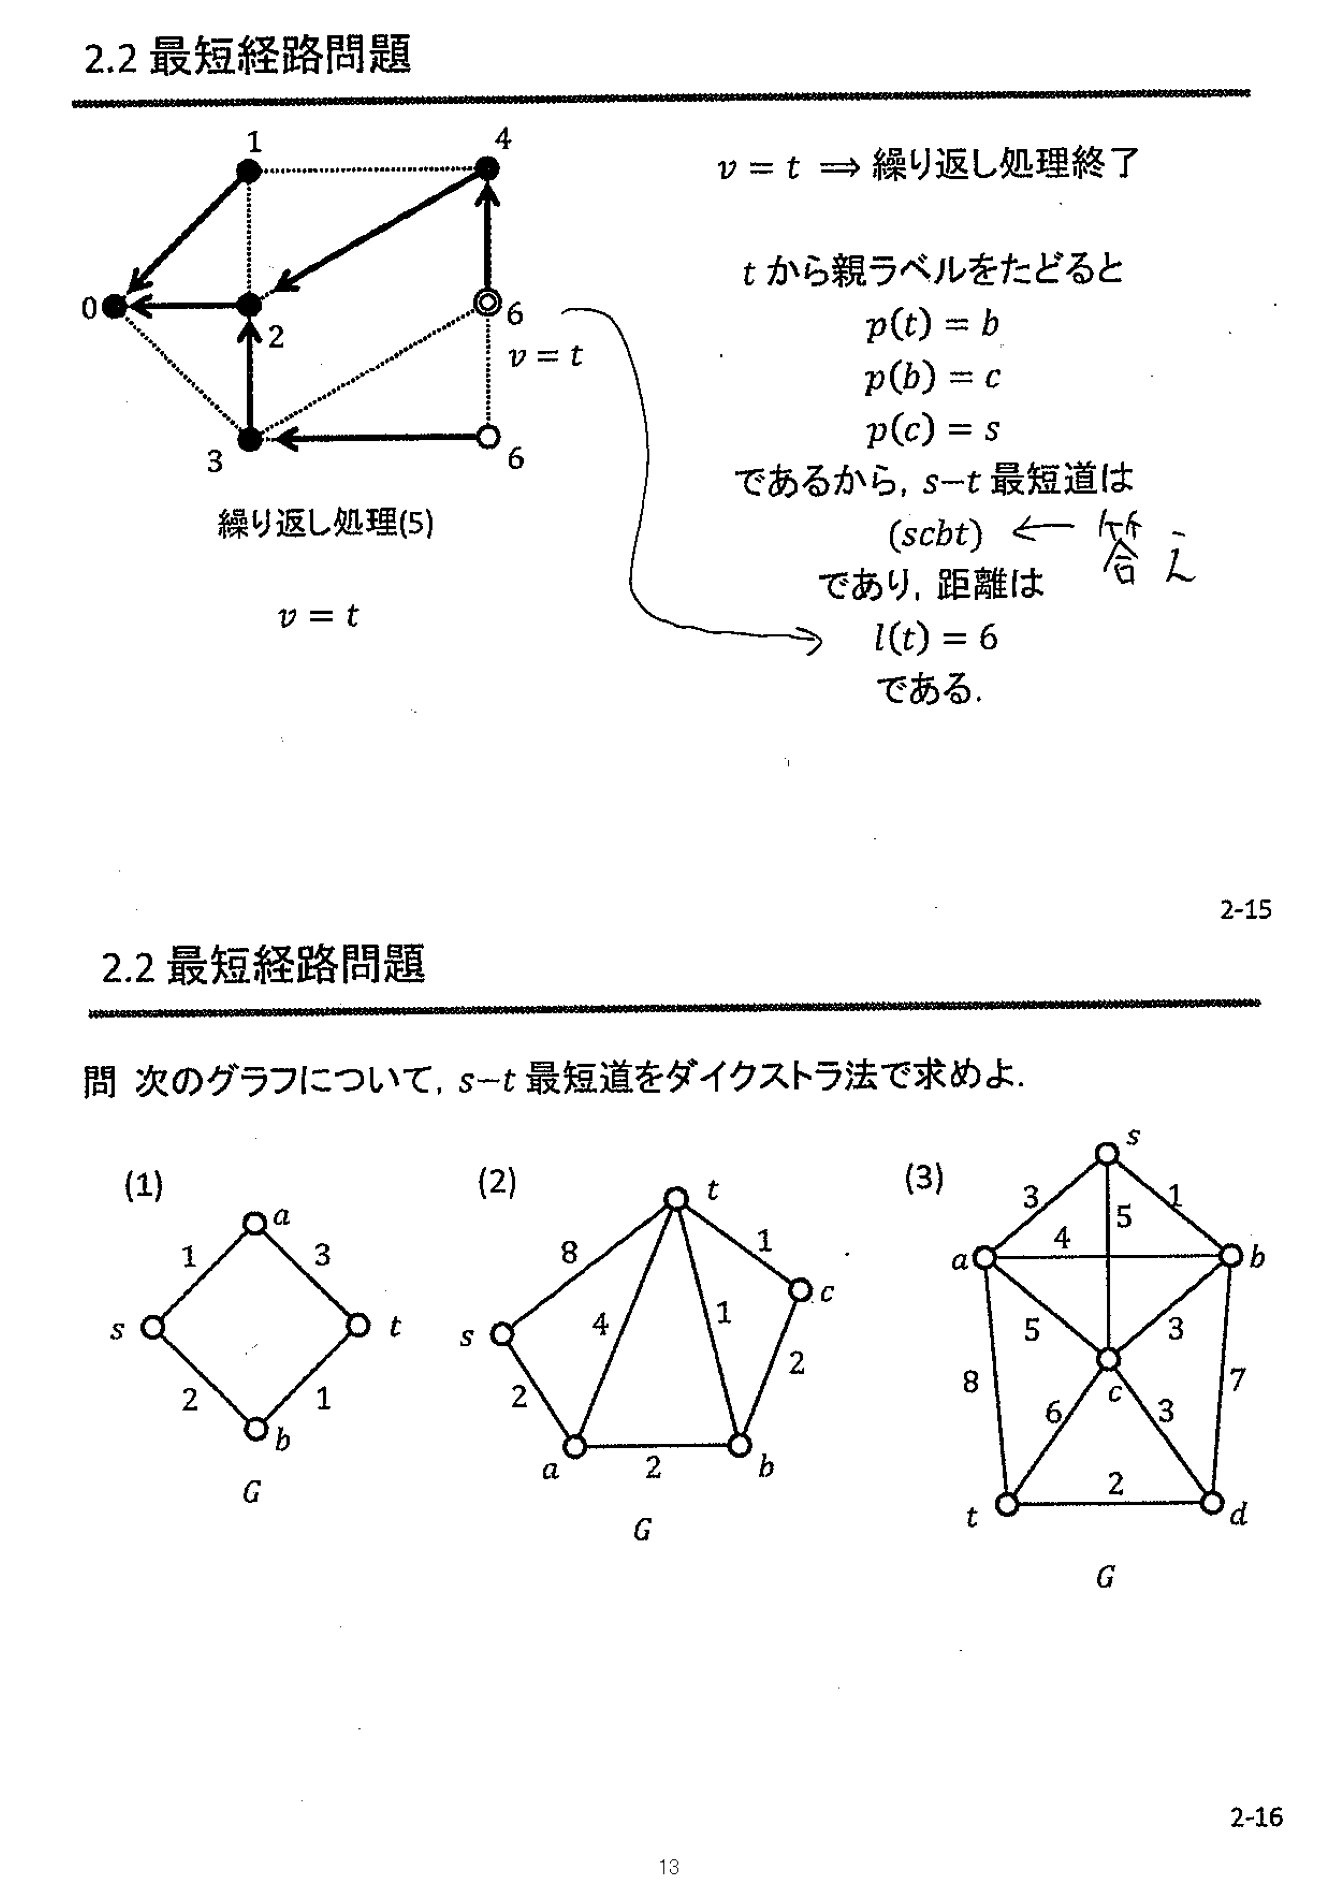 2.2 最短経路問題
1
4
v = t ⟹ 繰り返し処理終了
0
2
6
v = t
3
6
繰り返し処理(5)
v = t
t から親ラベルをたどると
p(t) = b
p(b) = c
p(c) = s
であるから, s−t 最短道は
(scbt) ← 答え
であり, 距離は
l(t) = 6
である.
2-15
2.2 最短経路問題
問 次のグラフについて, s−t 最短道をダイクストラ法で求めよ.
(1)
a
1
3
s
t
2
1
b
G
(2)
t
8
1
c
s
4
1
2
2
a
2
b
G
(3)
s
3
5
1
4
a
b
5
3
8
c
7
6
3
2
t
d
G
2-16
13